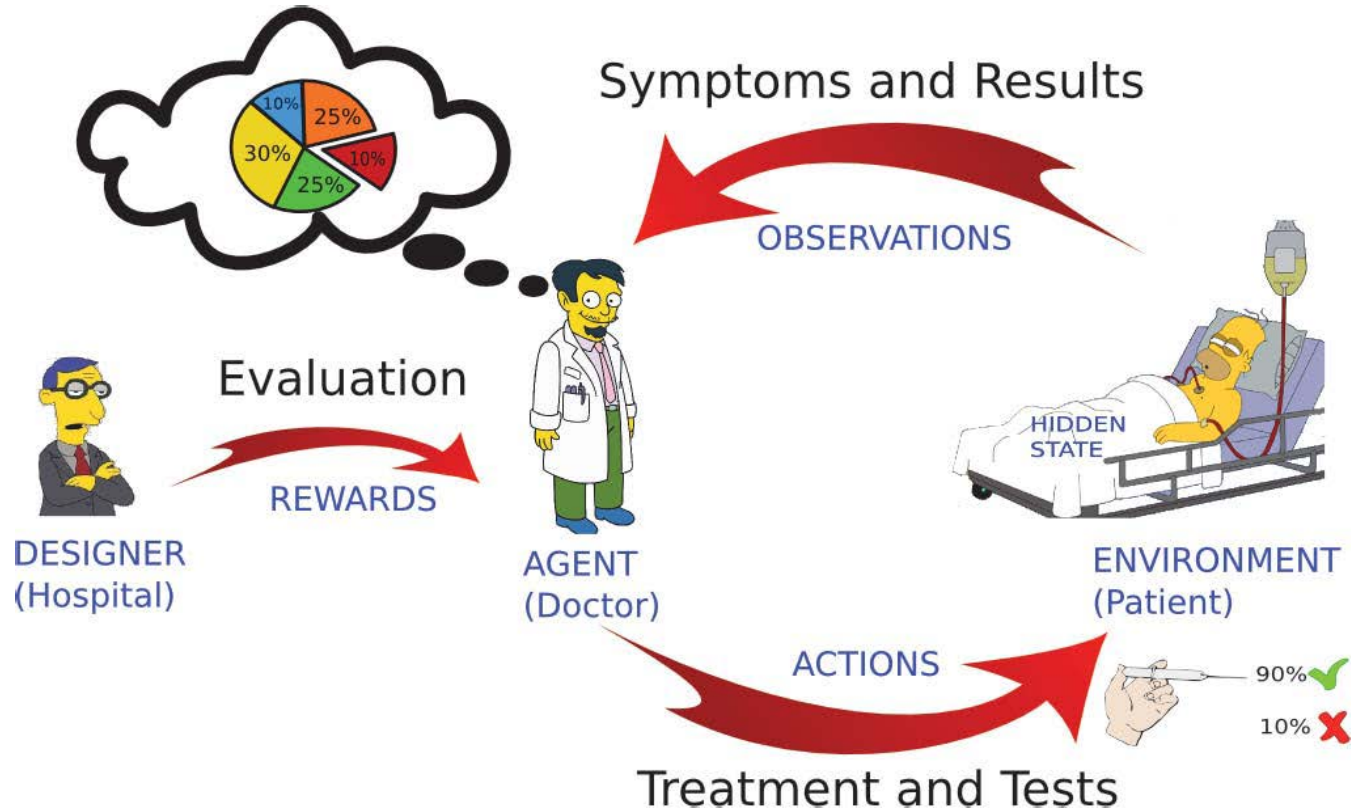 Symptoms and Results
10%
25%
30%
10%
25%
OBSERVATIONS
Evaluation
REWARDS
HIDDEN
STATE
DESIGNER
(Hospital)
AGENT
(Doctor)
ENVIRONMENT
(Patient)
ACTIONS
90%
10%
Treatment and Tests